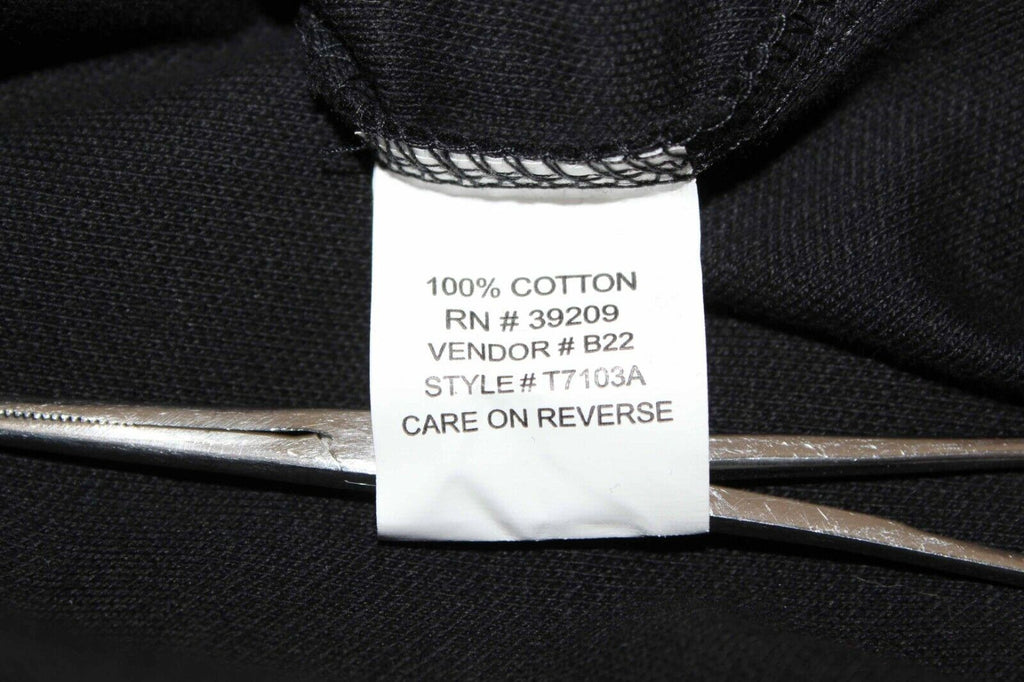 100% COTTON
RN # 39209
VENDOR # B22
STYLE# T7103A
CARE ON REVERSE